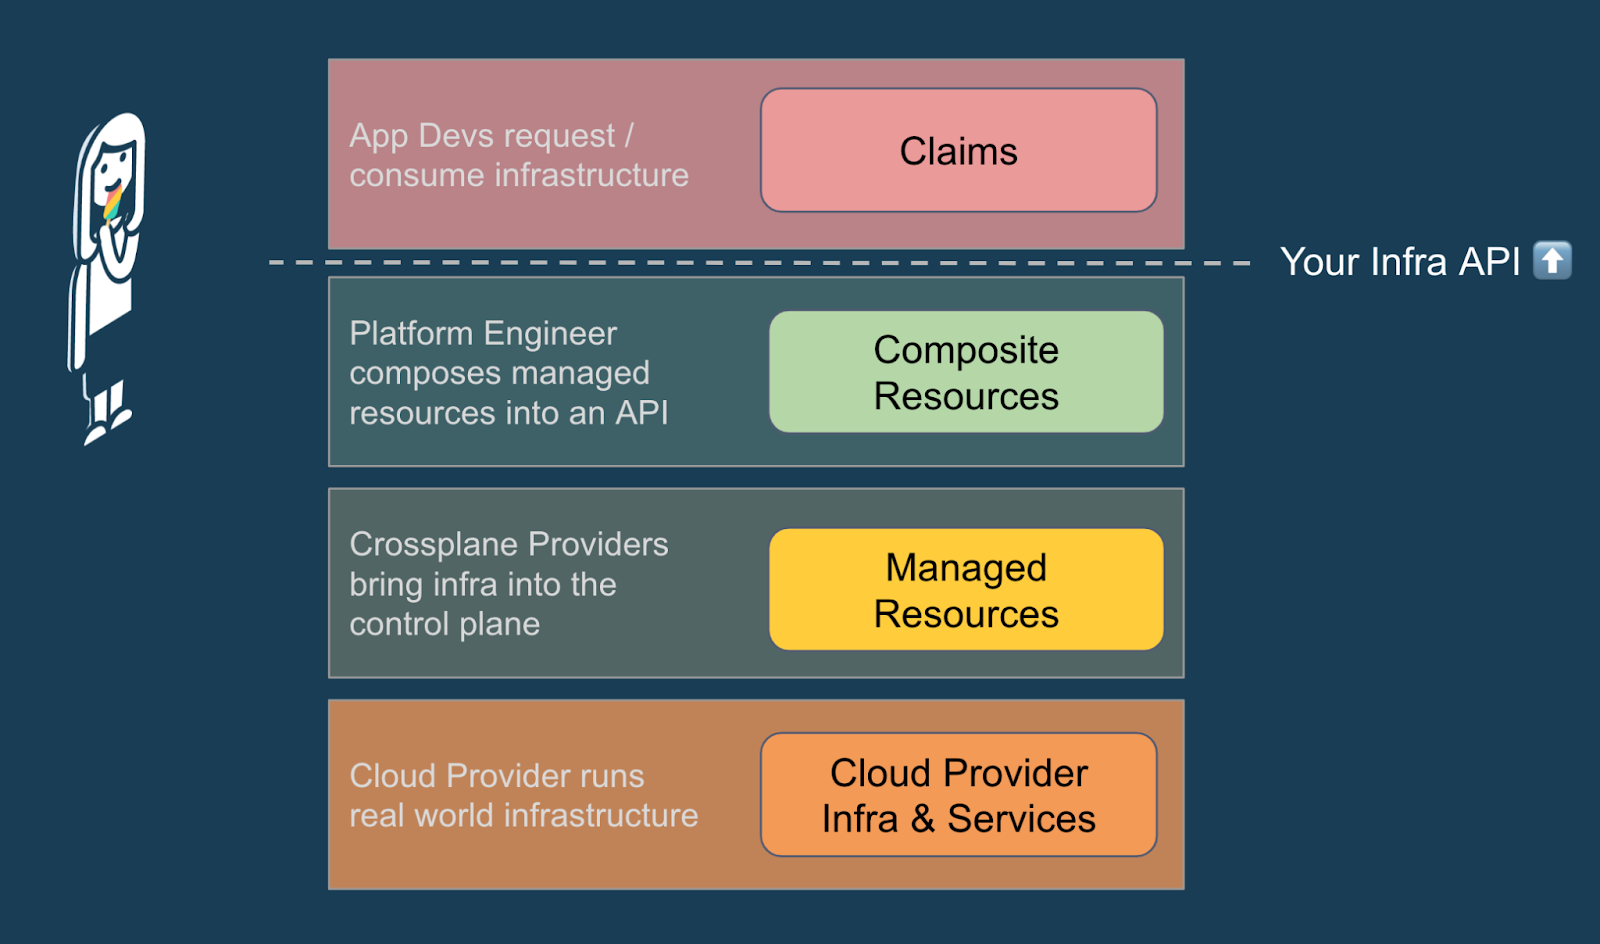 App Devs request /
consume infrastructure
Claims
Your Infra API ⬆️
Platform Engineer
composes managed
resources into an API
Composite
Resources
Crossplane Providers
bring infra into the
control plane
Managed
Resources
Cloud Provider runs
real world infrastructure
Cloud Provider
Infra & Services